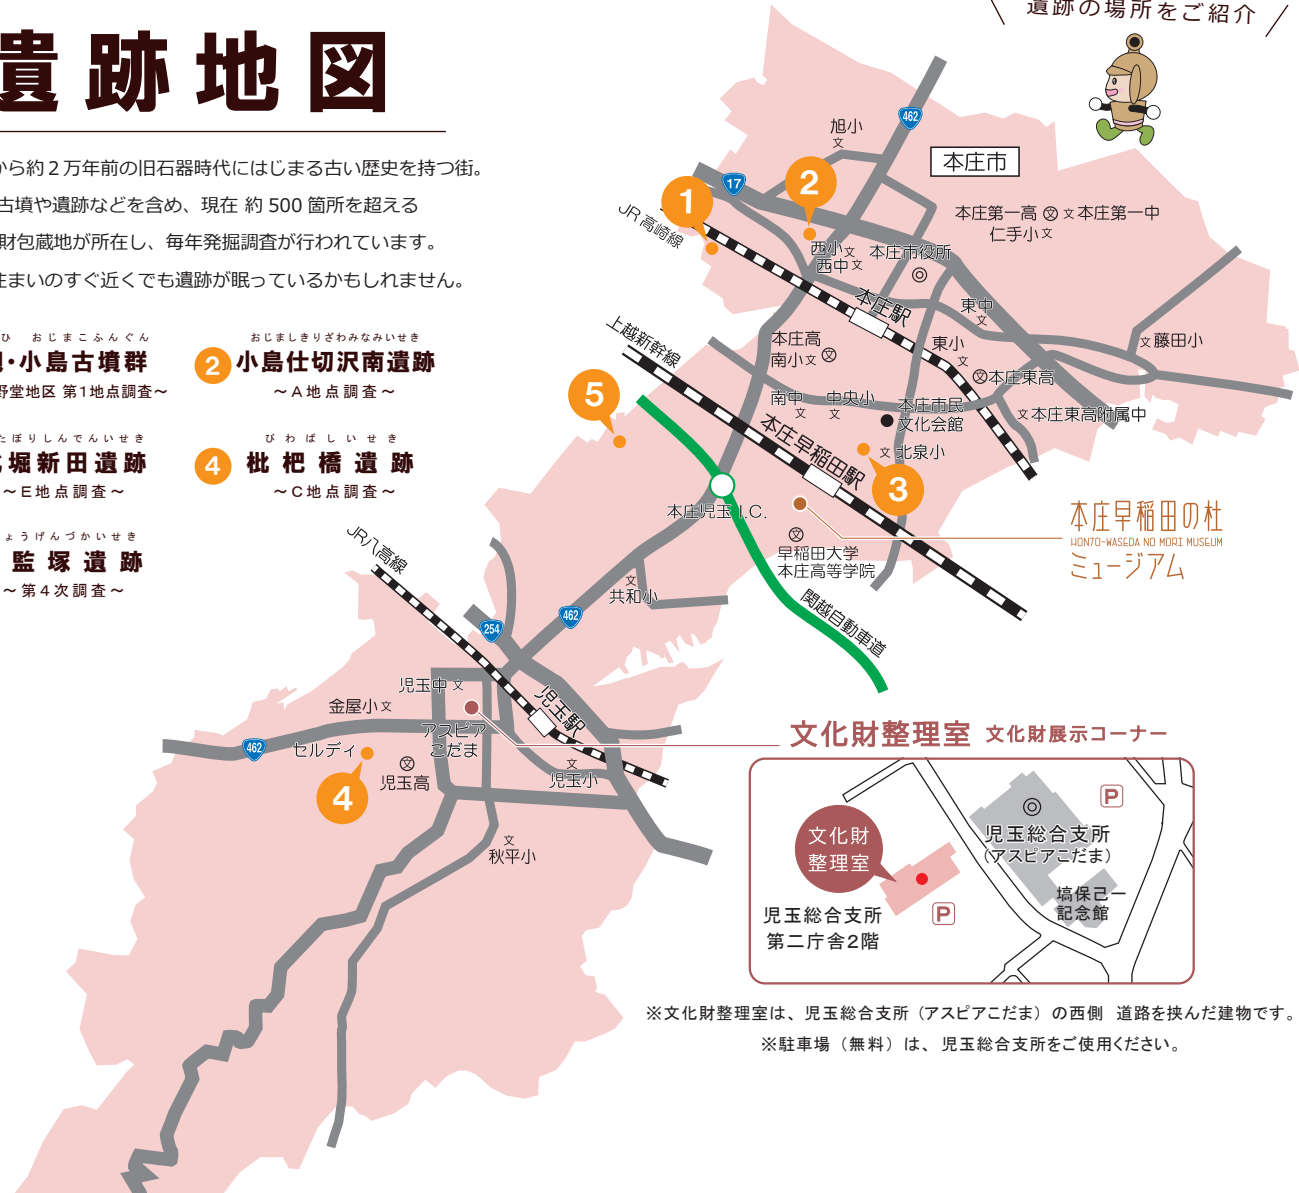 遺跡の場所をご紹介
遺跡地図
から約2万年前の旧石器時代にはじまる古い歴史を持つ街。
古墳や遺跡などを含め、現在 約 500 箇所を超える
財包蔵地が所在し、毎年発掘調査が行われています。
住まいのすぐ近くでも遺跡が眠っているかもしれません。
ひ おじまこふんぐん
・小島古墳群
野堂地区 第1地点調査～
おじましきりざわみなみいせき
2 小島仕切沢南遺跡
～A地点調査～
たぼりしんでんいせき
堀新田遺跡
～E地点調査～
びわばしいせき
4 枇杷橋遺跡
～C地点調査～
ょうげんづかいせき
監塚遺跡
～第4次調査～
462
旭小
文
本庄市
17
1
2
JR高崎線
本庄第一高 文 文本庄第一中
仁手小文
西小文
西中文
本庄市役所
本庄駅
東中
文
上越新幹線
本庄高
南小文 文
東小
文
文藤田小
文本庄東高
5
南中
文
中央小
文
本庄市民
文化会館
文本庄東高附属中
本庄早稲田駅
文北泉小
3
本庄児玉I.C.
本庄早稲田の杜
HONJO-WASEDA NO MORI MUSEUM
ミュージアム
文
早稲田大学
本庄高等学院
JR八高線
文
共和小
関越自動車道
462
254
児玉中文
金屋小文
児玉駅
アスピア
こだま
462
セルディ
文
児玉高
文
児玉小
4
文
秋平小
文化財整理室 文化財展示コーナー
P
文化財
整理室
児玉総合支所
(アスピアこだま)
塙保己一
記念館
P
児玉総合支所
第二庁舎2階
※文化財整理室は、児玉総合支所（アスピアこだま）の西側 道路を挟んだ建物です。
※駐車場（無料）は、児玉総合支所をご使用ください。